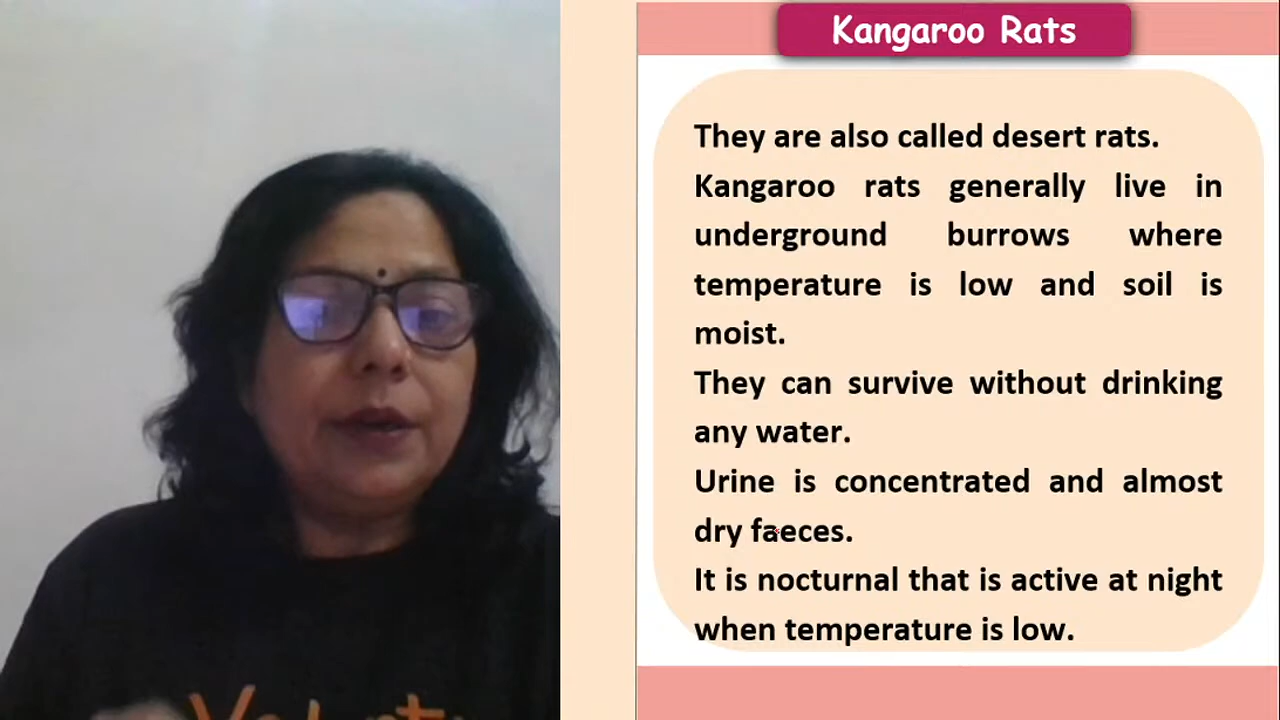 Kangaroo Rats
They are also called desert rats.
Kangaroo rats generally live in
underground burrows where
temperature is low and soil is
moist.
They can survive without drinking
any water.
Urine is concentrated and almost
dry faeces.
It is nocturnal that is active at night
when temperature is low.